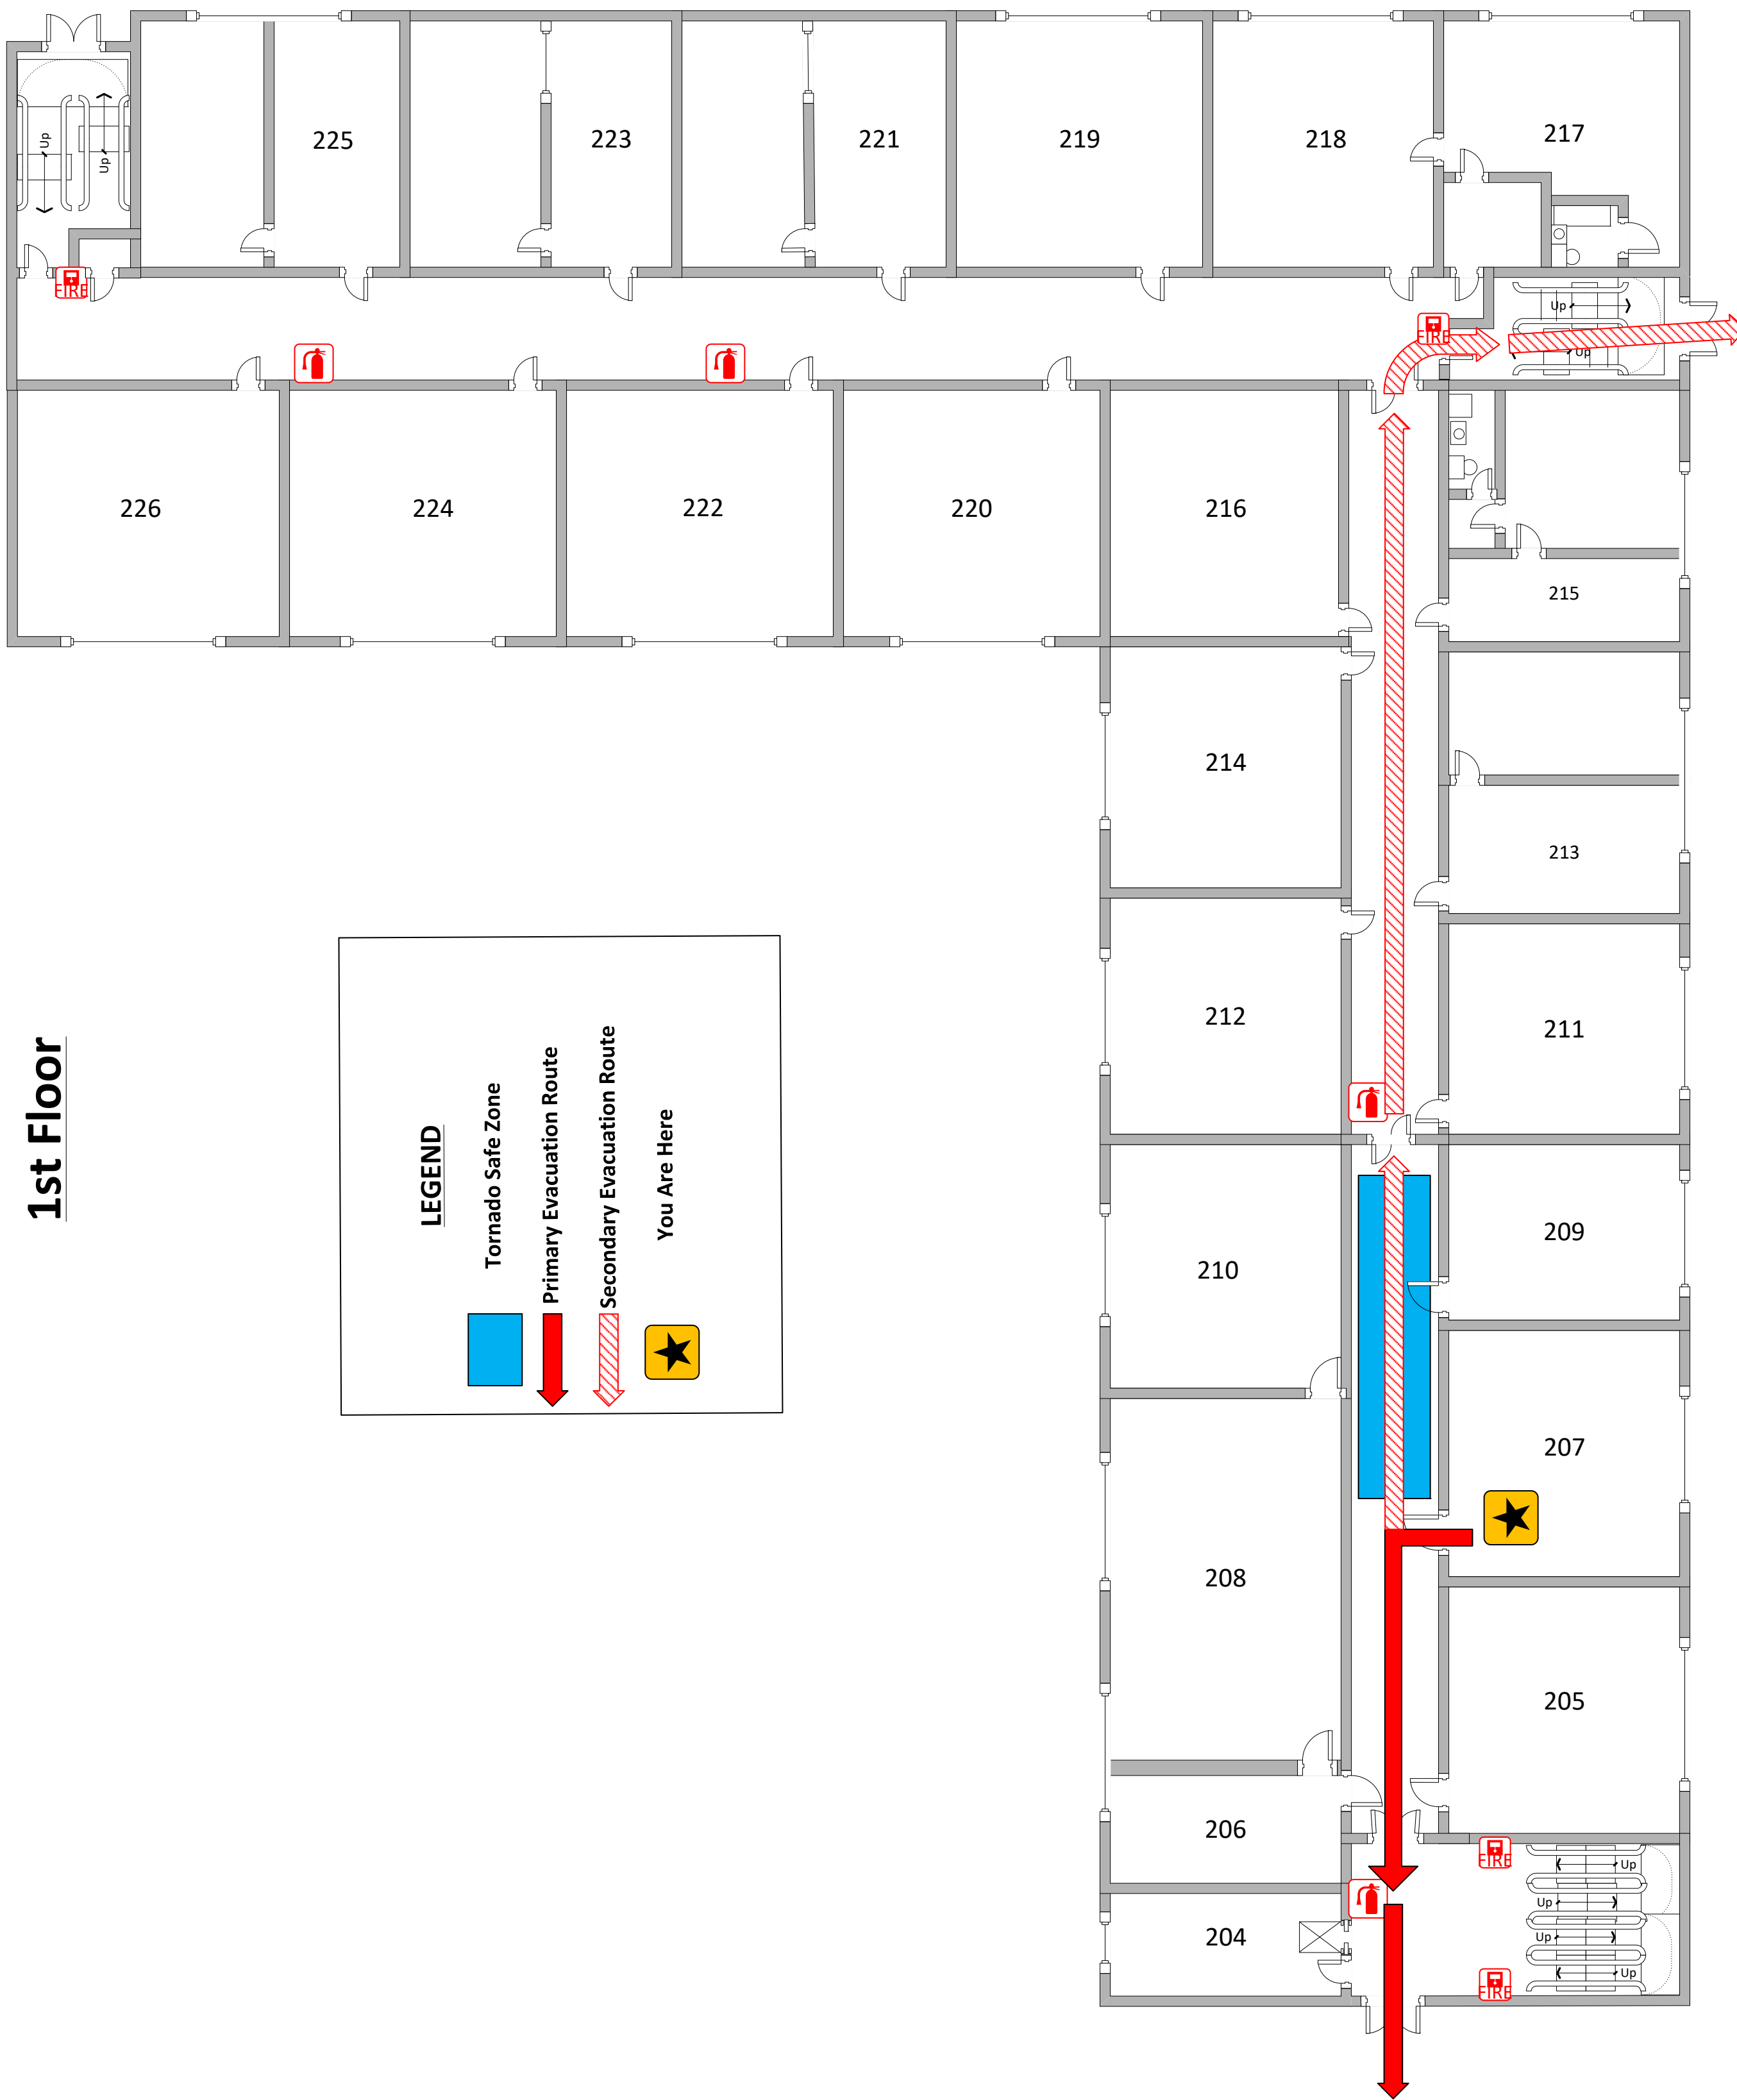 225
223
221
219
218
217
Up
Up
FIRE
Up
Up
FIRE
226
224
222
220
216
215
214
213
212
211
210
209
208
207
206
205
204
FIRE
FIRE
Up
Up
Up
Up
1st Floor
LEGEND
Tornado Safe Zone
Primary Evacuation Route
Secondary Evacuation Route
You Are Here